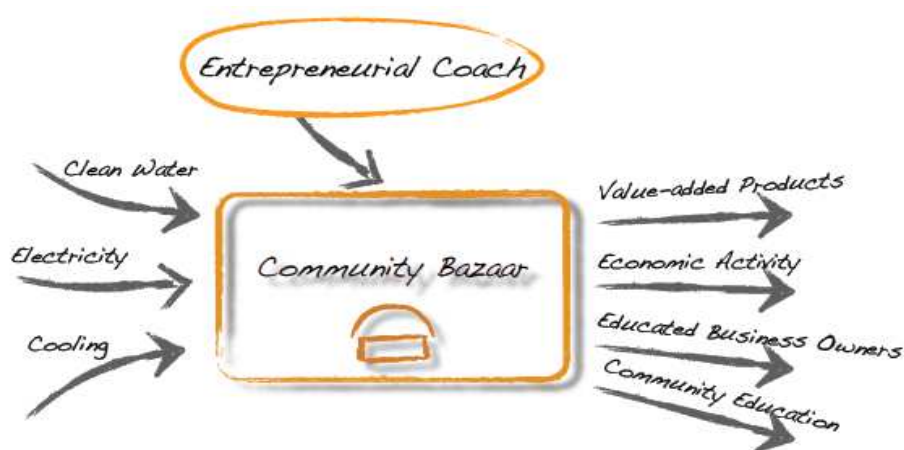 Entrepreneurial Coach
Clean Water
Electricity
Cooling
Community Bazaar
Value-added Products
Economic Activity
Educated Business Owners
Community Education